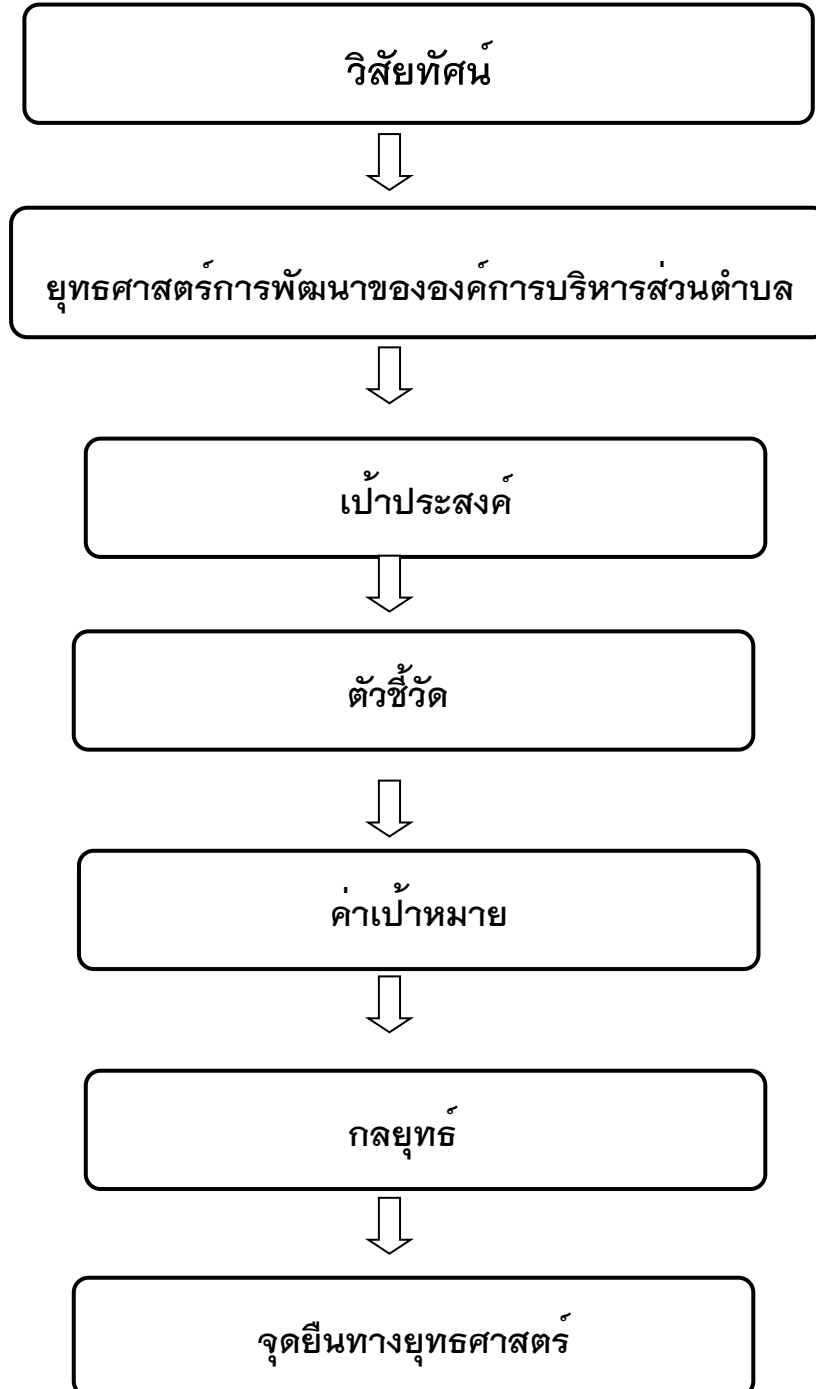 วิสัยทัศน์
ยุทธศาสตร์การพัฒนาขององค์การบริหารส่วนตำบล
เป้าประสงค์
ตัวชี้วัด
ค่าเป้าหมาย
กลยุทธ์
จุดยืนทางยุทธศาสตร์